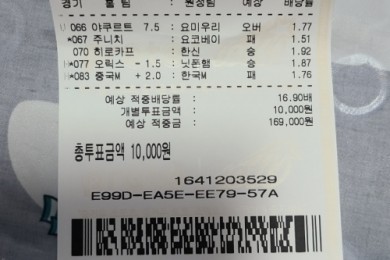 경기 홈 팀 : 원정팀 예상 배당률
066 야쿠르트 7.5 : 요미우리 오버 1.77
*067 주니치 : 요코베이 패 1.51
070 히로카프 : 한신 승 1.92
H*077 오릭스 - 1.5 : 닛폰햄 승 1.87
H*083 중국M + 2.0 : 한국M 패 1.76
예상 적중배당률 : 16.90배
개별투표금액 : 10,000원
예상 적중금 : 169,000원
총투표금액 10,000원
1641203529
E99D-EA5E-EE79-57A